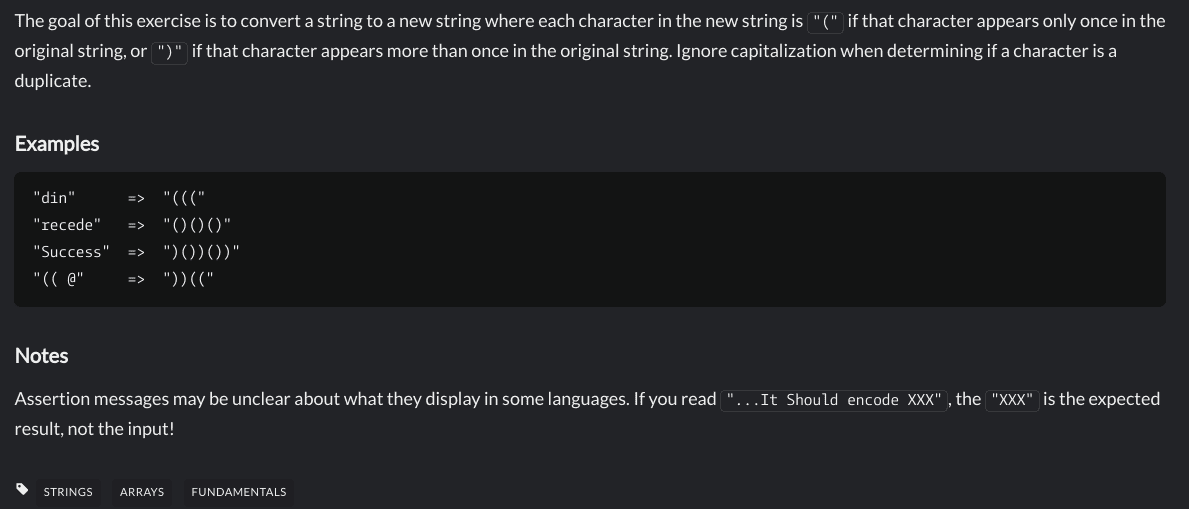 The goal of this exercise is to convert a string to a new string where each character in the new string is "(" if that character appears only once in the
original string, or ")" if that character appears more than once in the original string. Ignore capitalization when determining if a character is a
duplicate.
Examples
"din"      =>  "((("
"recede"   =>  "()()()"
"Success"  =>  ")())())"
"(( @"     =>  "))(("
Notes
Assertion messages may be unclear about what they display in some languages. If you read "...It Should encode XXX", the "XXX" is the expected
result, not the input!
STRINGS ARRAYS FUNDAMENTALS